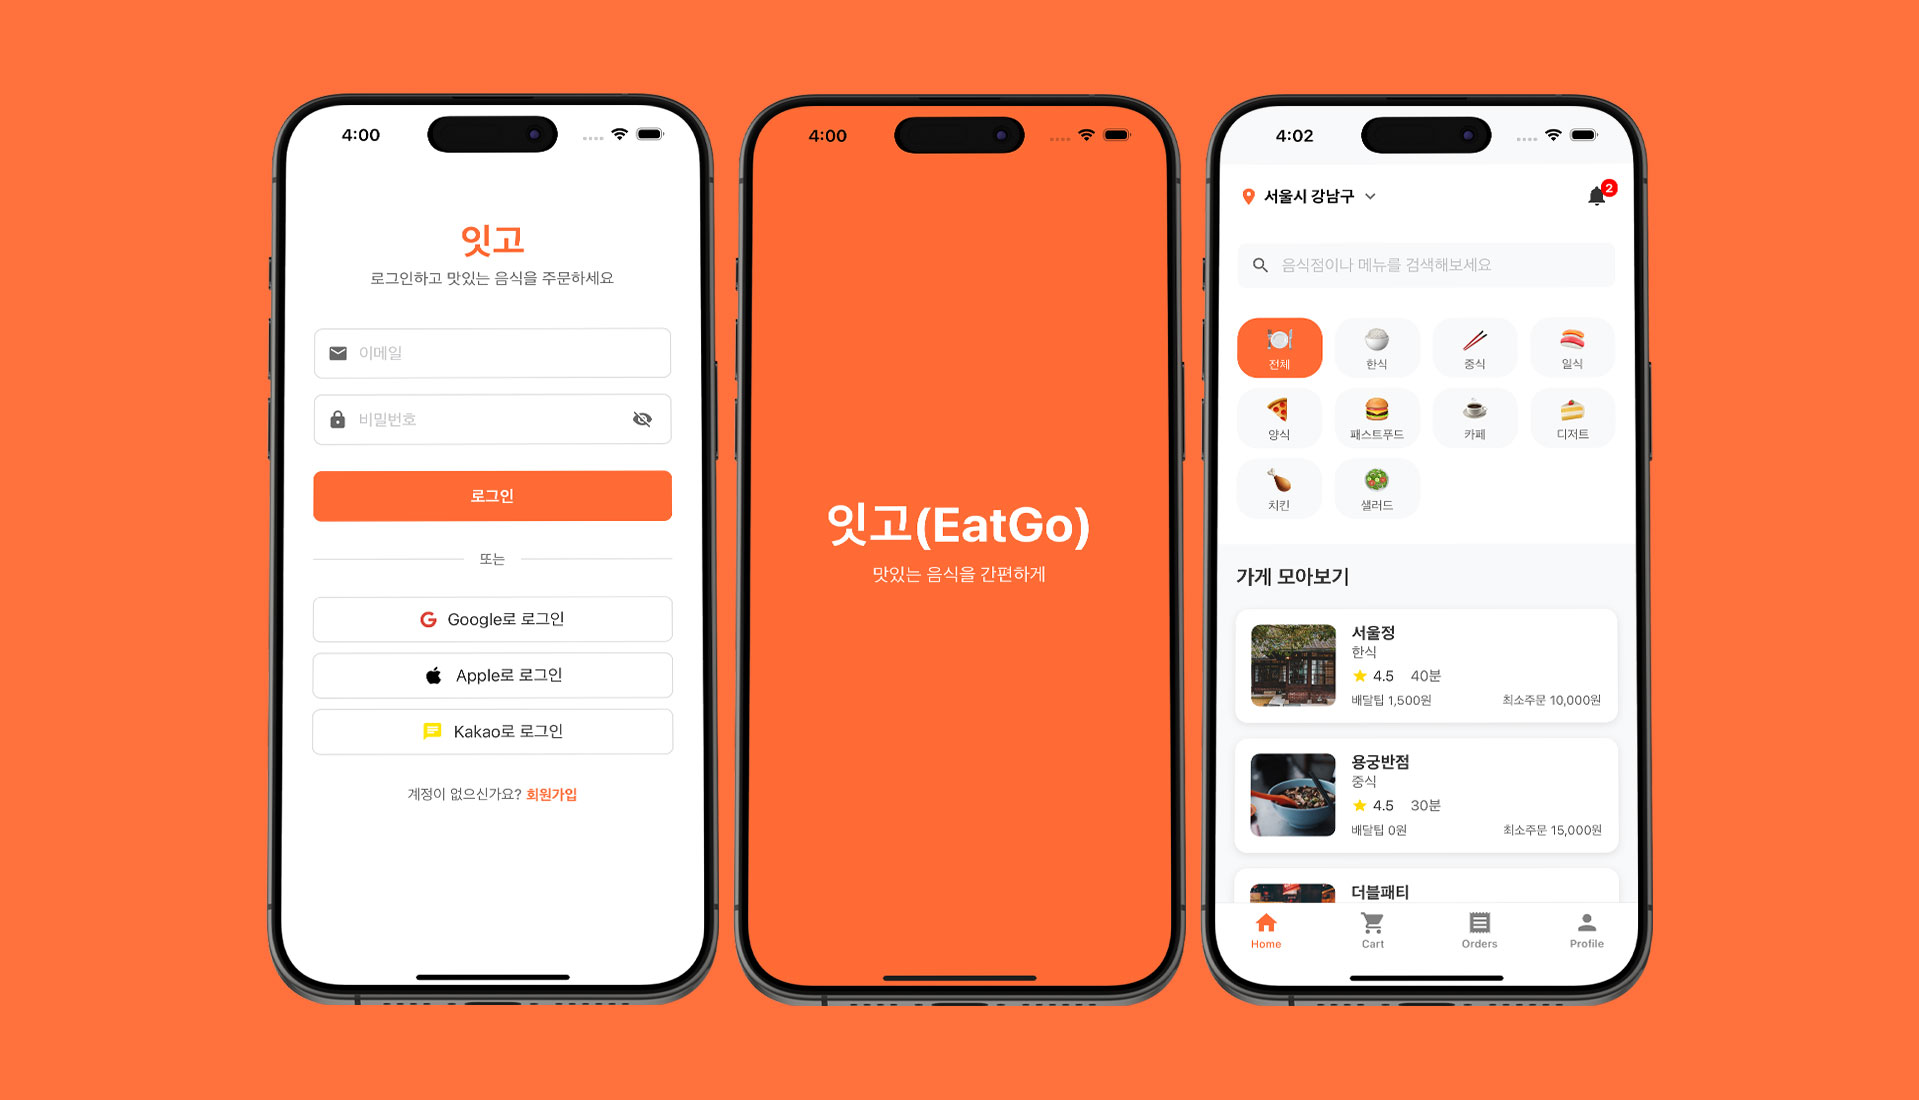 4:00
잇고
로그인하고 맛있는 음식을 주문하세요
이메일
비밀번호
로그인
또는
Google로 로그인
Apple로 로그인
Kakao로 로그인
계정이 없으신가요? 회원가입
4:00
잇고(EatGo)
맛있는 음식을 간편하게
4:02
서울시 강남구
2
음식점이나 메뉴를 검색해보세요
전체 한식 중식 일식
양식 패스트푸드 카페 디저트
치킨 샐러드
가게 모아보기
서울정
한식
4.5 40분
배달팁 1,500원 최소주문 10,000원
용궁반점
중식
4.5 30분
배달팁 0원 최소주문 15,000원
더블패티
Home Cart Orders Profile